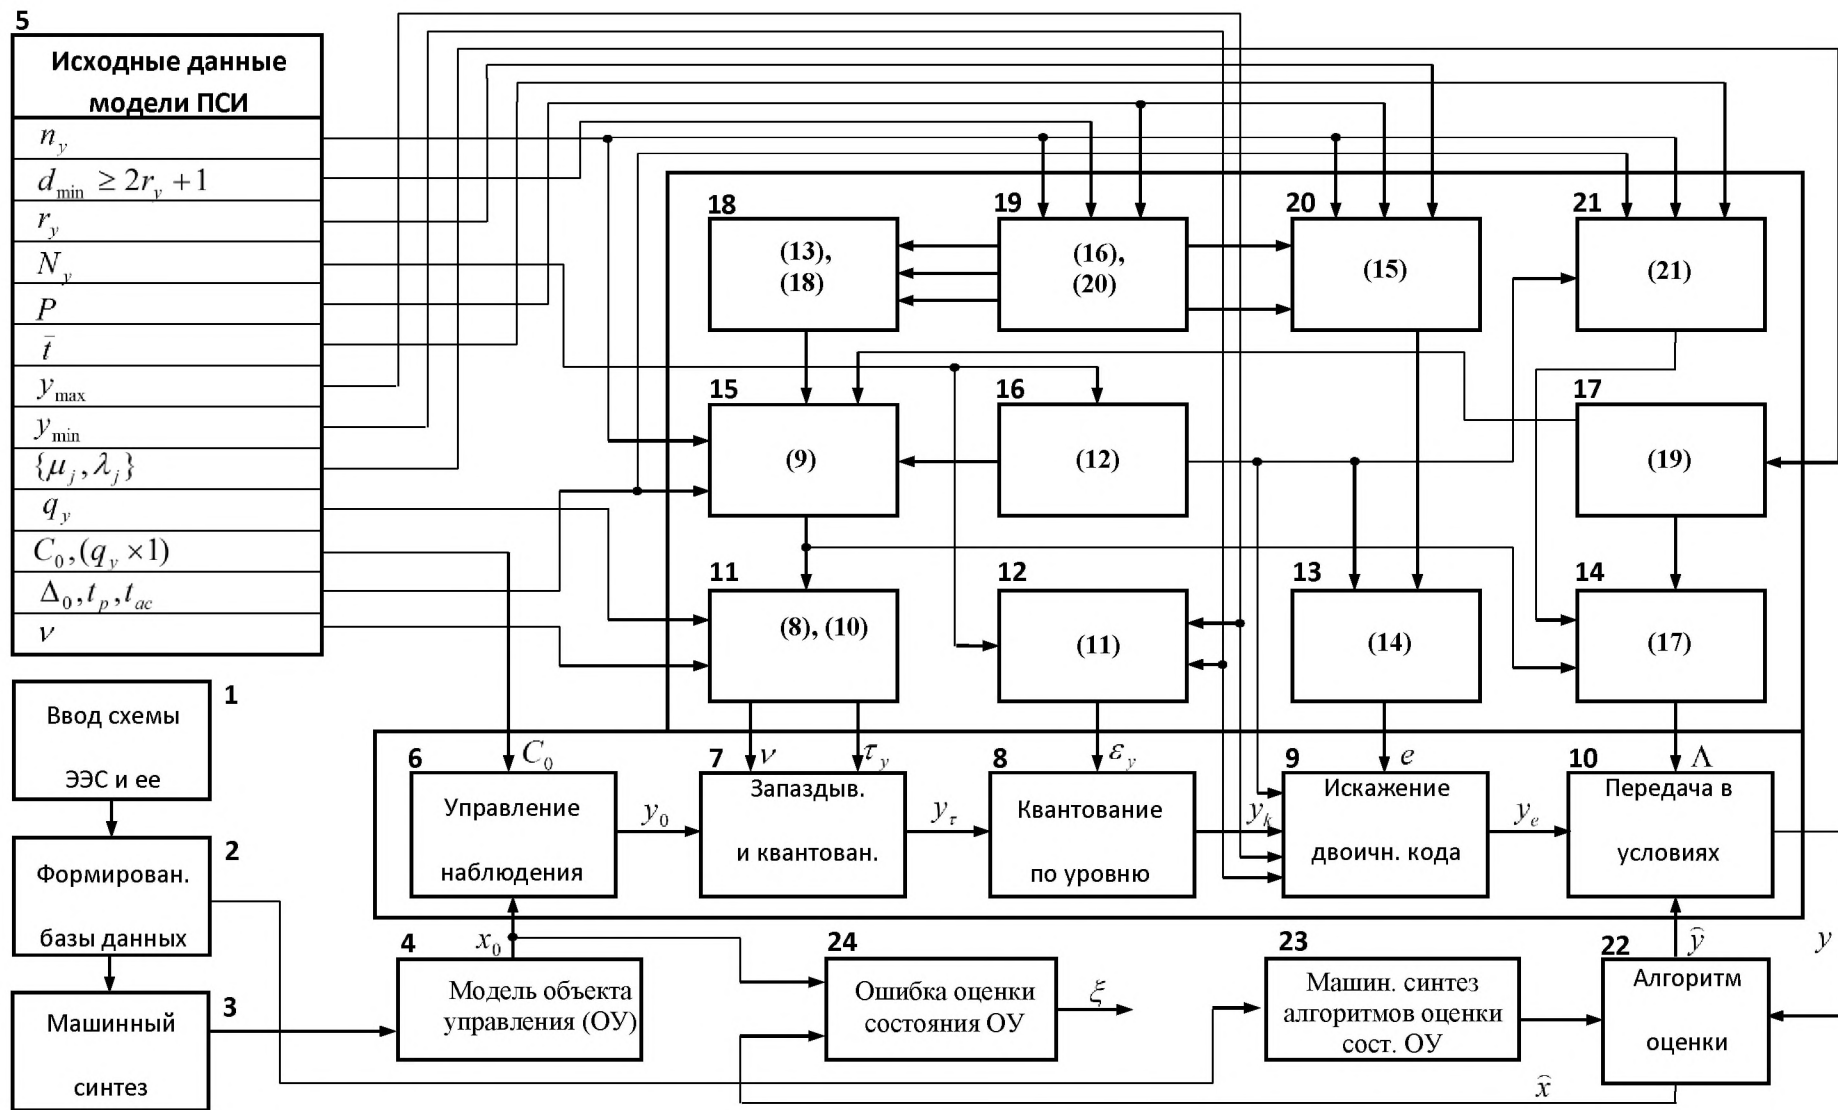 5
Исходные данные
модели ПСИ
n_y
d_min ≥ 2r_y + 1
r_y
N_y
P
t̄
y_max
y_min
{μ_j, λ_j}
q_y
C_0, (q_y × 1)
Δ_0, t_p, t_ac
ν
18
(13),
(18)
19
(16),
(20)
20
(15)
21
(21)
15
(9)
16
(12)
17
(19)
11
(8), (10)
12
(11)
13
(14)
14
(17)
1
Ввод схемы
ЭЭС и ее
2
Формирован.
базы данных
3
Машинный
синтез
6
C_0
Управление
наблюдения
y_0
7
ν
τ_y
Запаздыв.
и квантован.
y_τ
8
ε_y
Квантование
по уровню
y_k
9
e
Искажение
двоичн. кода
y_e
10
Λ
Передача в
условиях
4
x_0
Модель объекта
управления (ОУ)
24
Ошибка оценки
состояния ОУ
ξ
23
Машин. синтез
алгоритмов оценки
сост. ОУ
22
ŷ
y
Алгоритм
оценки
x̂